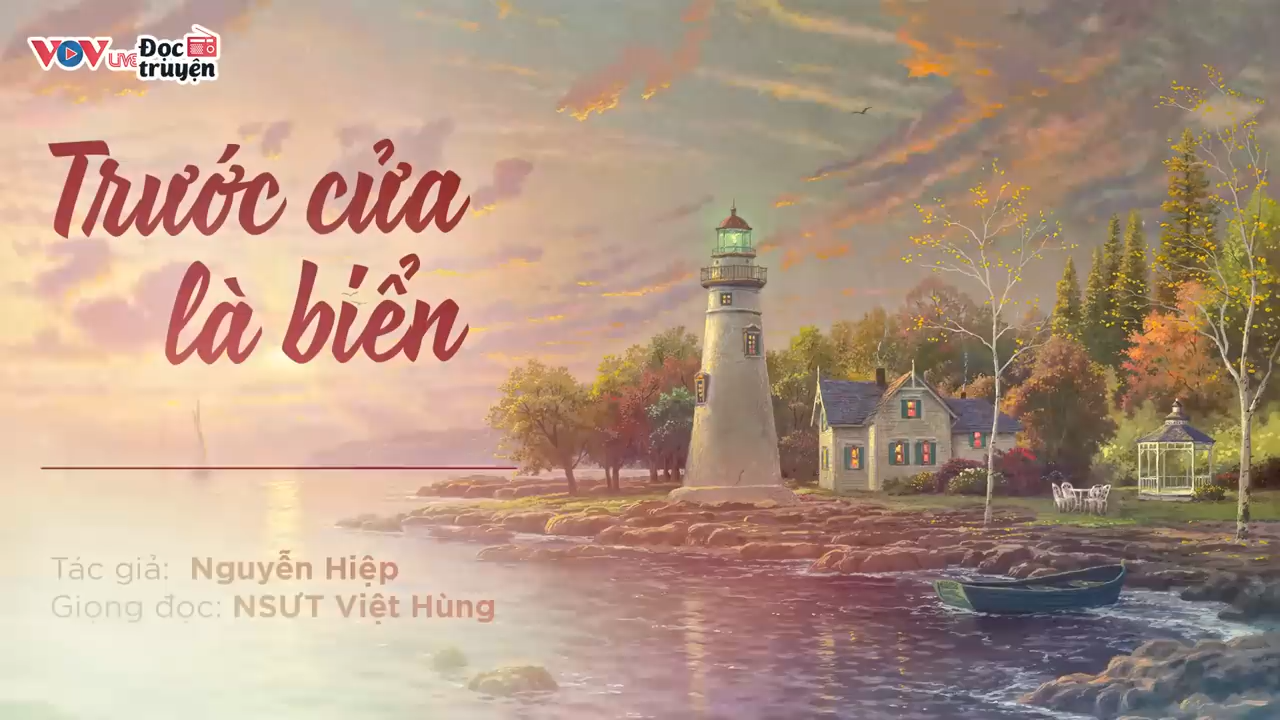 VOV LIVE Đọc
truyện
Trước cửa
là biển
Tác giả: Nguyễn Hiệp
Giọng đọc: NSƯT Việt Hùng